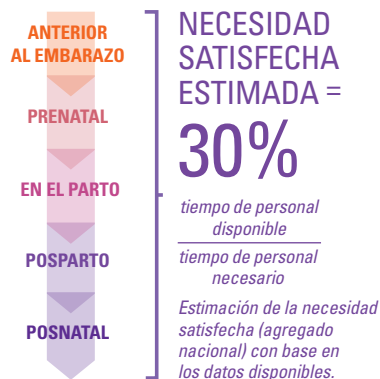 ANTERIOR
AL EMBARAZO
PRENATAL
EN EL PARTO
POSPARTO
POSNATAL
NECESIDAD
SATISFECHA
ESTIMADA =
30%
tiempo de personal
disponible
tiempo de personal
necesario
Estimación de la necesidad
satisfecha (agregado
nacional) con base en
los datos disponibles.